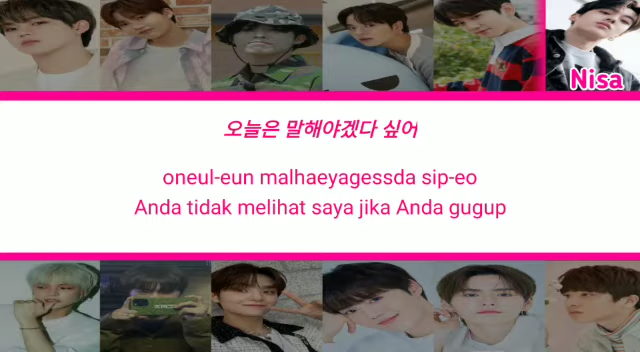 Nisa
오늘은 말해야겠다 싶어
oneul-eun malhaeyagessda sip-eo
Anda tidak melihat saya jika Anda gugup